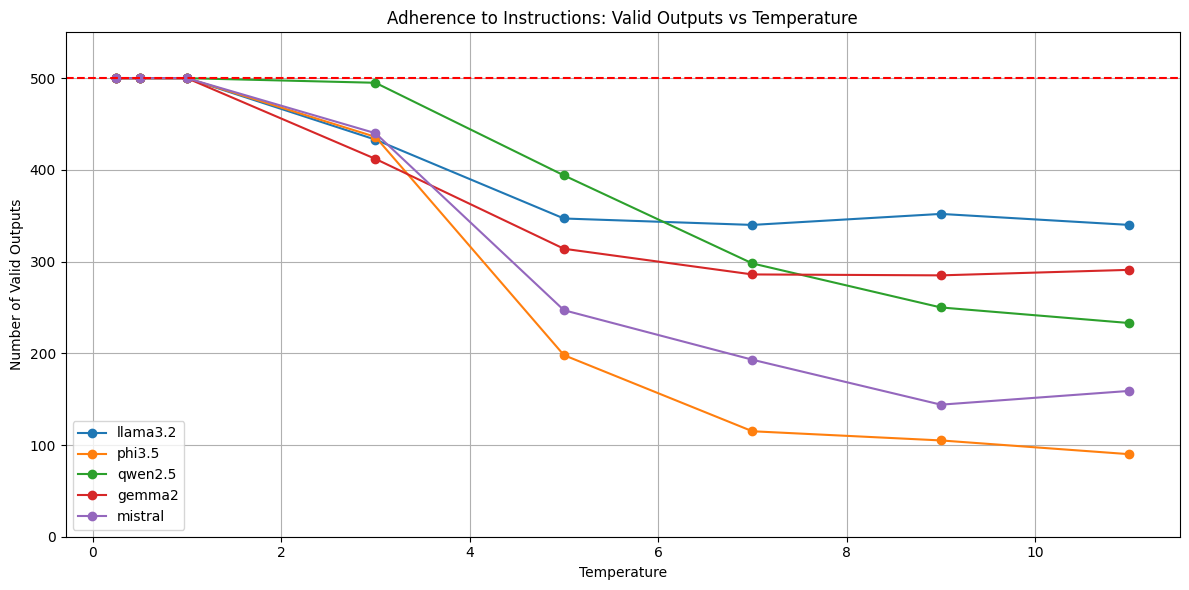 Adherence to Instructions: Valid Outputs vs Temperature
Number of Valid Outputs
500
400
300
200
100
0
llama3.2
phi3.5
qwen2.5
gemma2
mistral
0 2 4 6 8 10
Temperature